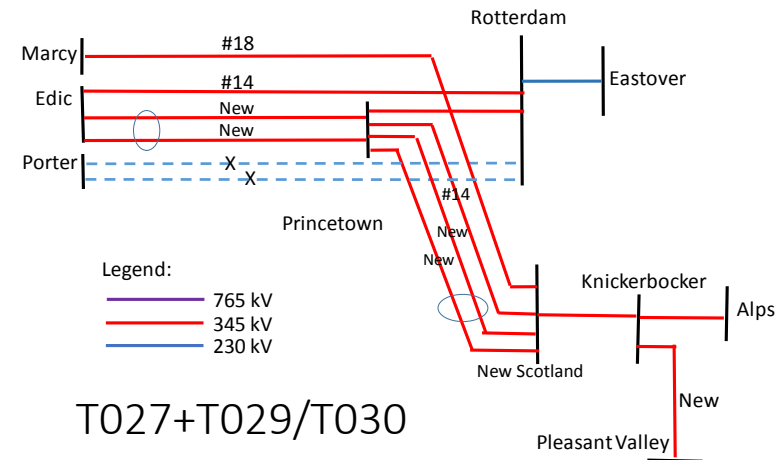 Rotterdam
Marcy
#18
Eastover
#14
Edic
New
New
Porter
X
X
#14
Princetown
New
New
Legend:
765 kV
345 kV
230 kV
Knickerbocker
Alps
New Scotland
New
T027+T029/T030
Pleasant Valley